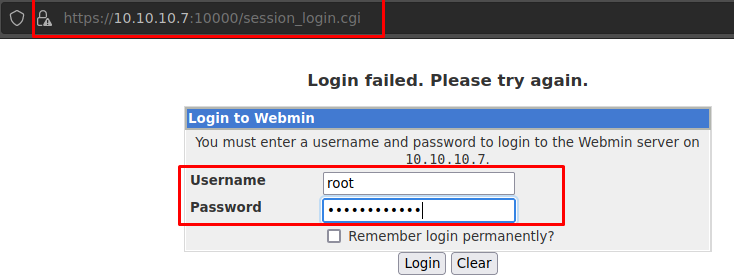 https://10.10.10.7:10000/session_login.cgi
Login failed. Please try again.
Login to Webmin
You must enter a username and password to login to the Webmin server on
10.10.10.7.
Username root
Password ••••••••••••
Remember login permanently?
Login Clear